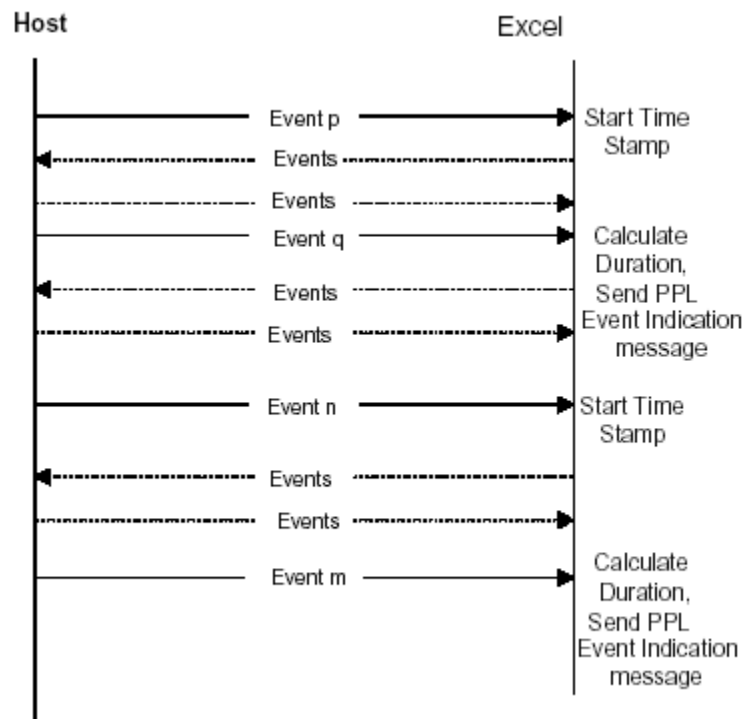 Host
Excel
Event p
Start Time
Stamp
Events
Events
Event q
Calculate
Duration,
Send PPL
Event Indication
message
Events
Events
Event n
Start Time
Stamp
Events
Events
Event m
Calculate
Duration,
Send PPL
Event Indication
message